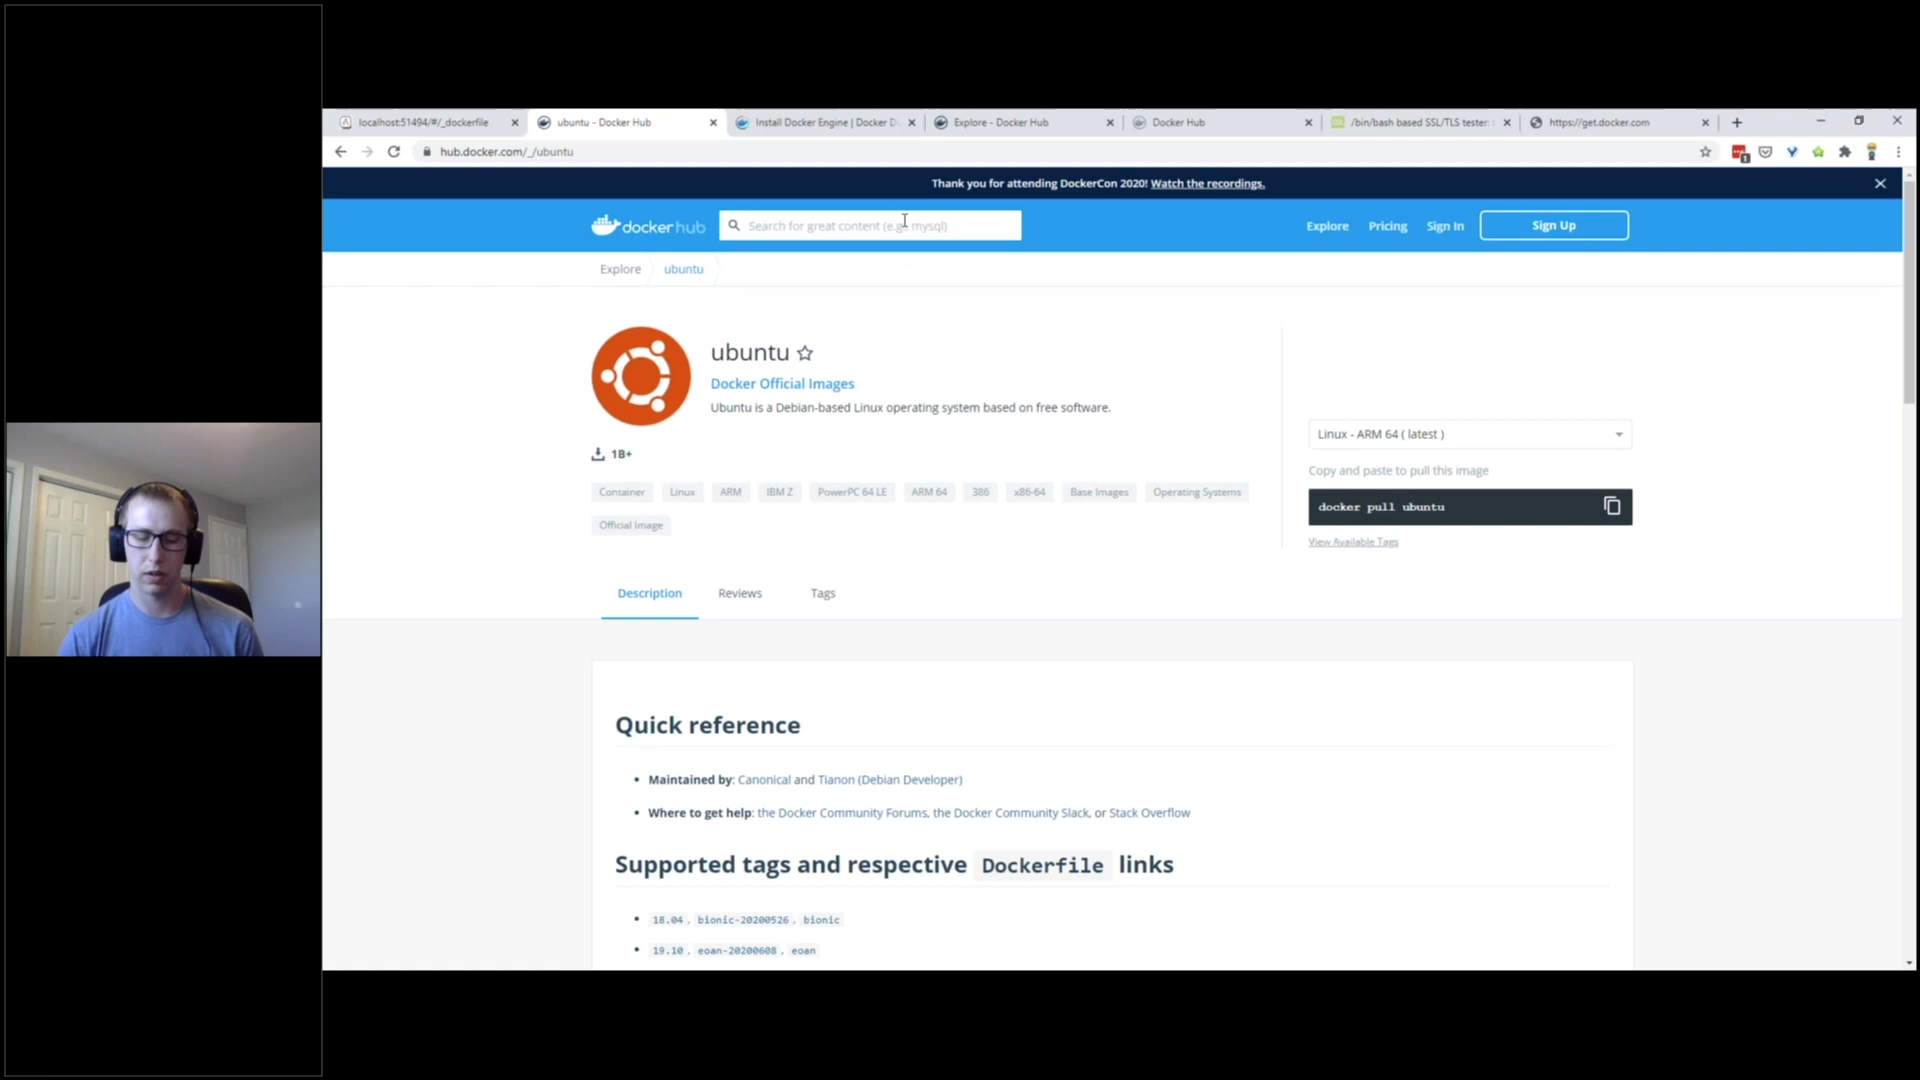 localhost:51494/#/_dockerfile
ubuntu - Docker Hub
Install Docker Engine | Docker D
Explore - Docker Hub
Docker Hub
/bin/bash based SSL/TLS tester:
https://get.docker.com
hub.docker.com/_/ubuntu
Thank you for attending DockerCon 2020! Watch the recordings.
dockerhub
Search for great content (e.g., mysql)
Explore
Pricing
Sign In
Sign Up
Explore
ubuntu
ubuntu
Docker Official Images
Ubuntu is a Debian-based Linux operating system based on free software.
1B+
Container
Linux
ARM
IBM Z
PowerPC 64 LE
ARM 64
386
x86-64
Base Images
Operating Systems
Official Image
Linux - ARM 64 ( latest )
Copy and paste to pull this image
docker pull ubuntu
View Available Tags
Description
Reviews
Tags
Quick reference
• Maintained by: Canonical and Tianon (Debian Developer)
• Where to get help: the Docker Community Forums, the Docker Community Slack, or Stack Overflow
Supported tags and respective Dockerfile links
• 18.04, bionic-20200526, bionic
• 19.10, eoan-20200608, eoan